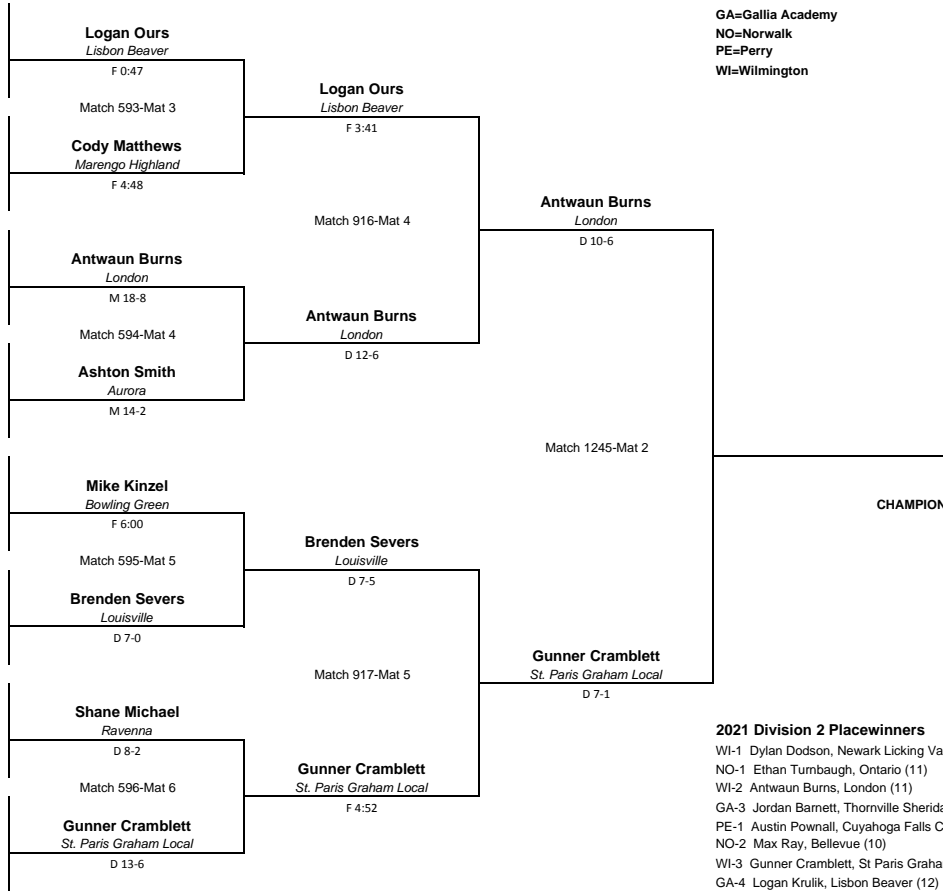 GA=Gallia Academy
NO=Norwalk
PE=Perry
WI=Wilmington
Logan Ours
Lisbon Beaver
F 0:47
Match 593-Mat 3
Cody Matthews
Marengo Highland
F 4:48
Antwaun Burns
London
M 18-8
Match 594-Mat 4
Ashton Smith
Aurora
M 14-2
Mike Kinzel
Bowling Green
F 6:00
Match 595-Mat 5
Brenden Severs
Louisville
D 7-0
Shane Michael
Ravenna
D 8-2
Match 596-Mat 6
Gunner Cramblett
St. Paris Graham Local
D 13-6
Logan Ours
Lisbon Beaver
F 3:41
Match 916-Mat 4
Antwaun Burns
London
D 12-6
Brenden Severs
Louisville
D 7-5
Match 917-Mat 5
Gunner Cramblett
St. Paris Graham Local
F 4:52
Antwaun Burns
London
D 10-6
Match 1245-Mat 2
Gunner Cramblett
St. Paris Graham Local
D 7-1
CHAMPION
2021 Division 2 Placewinners
WI-1 Dylan Dodson, Newark Licking Va
NO-1 Ethan Turnbaugh, Ontario (11)
WI-2 Antwaun Burns, London (11)
GA-3 Jordan Barnett, Thornville Sherida
PE-1 Austin Pownall, Cuyahoga Falls C
NO-2 Max Ray, Bellevue (10)
WI-3 Gunner Cramblett, St Paris Graha
GA-4 Logan Krulik, Lisbon Beaver (12)